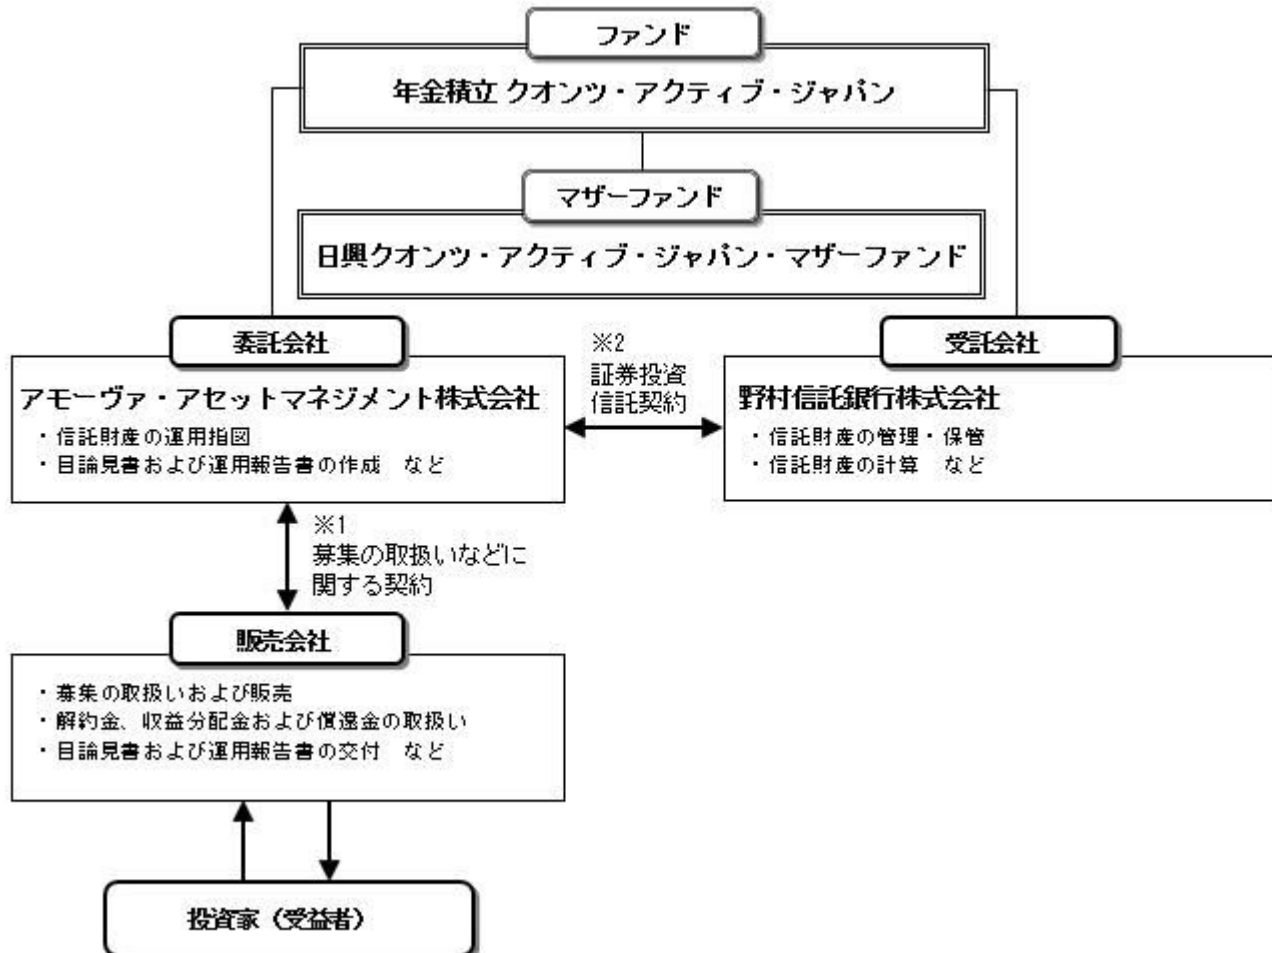 ファンド
年金積立 クオンツ・アクティブ・ジャパン
マザーファンド
日興クオンツ・アクティブ・ジャパン・マザーファンド
委託会社
アモーヴァ・アセットマネジメント株式会社
・信託財産の運用指図
・目論見書および運用報告書の作成　など
※2
証券投資
信託契約
受託会社
野村信託銀行株式会社
・信託財産の管理・保管
・信託財産の計算　など
※1
募集の取扱いなどに
関する契約
販売会社
・募集の取扱いおよび販売
・解約金、収益分配金および償還金の取扱い
・目論見書および運用報告書の交付　など
投資家（受益者）